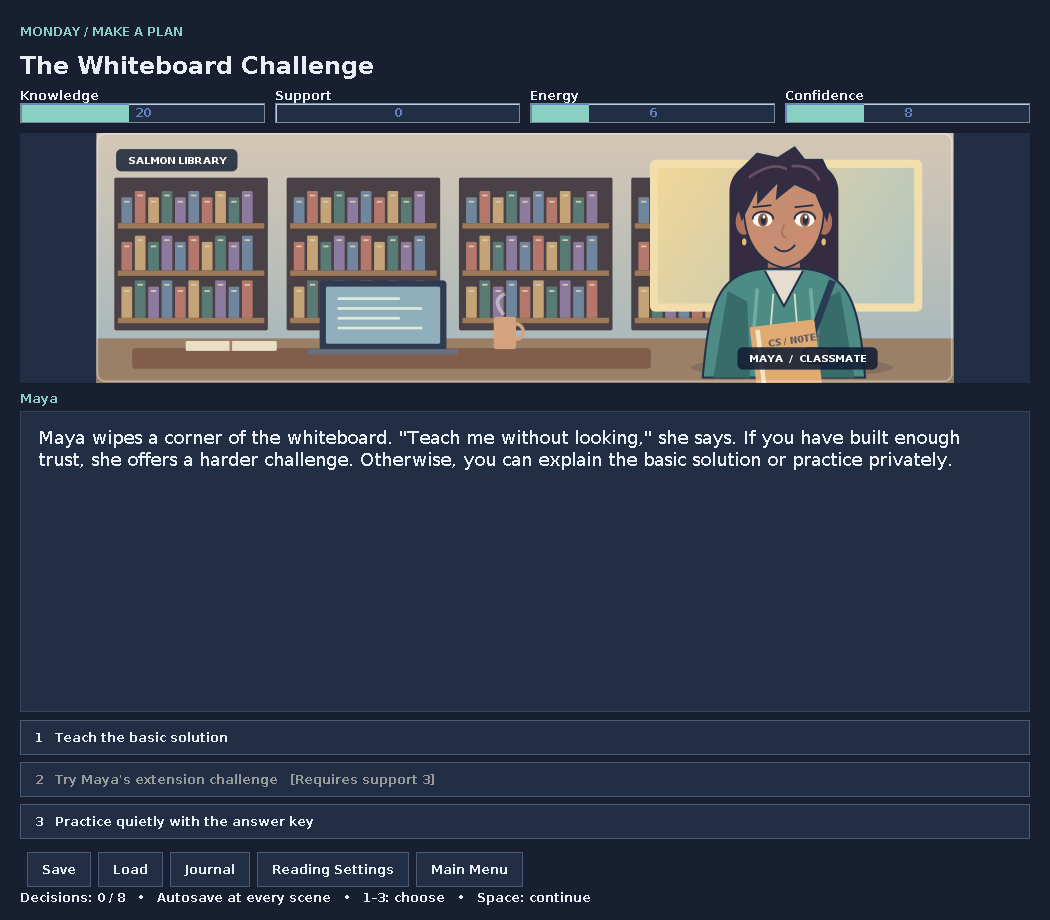 MONDAY / MAKE A PLAN
The Whiteboard Challenge
Knowledge Support Energy Confidence
20 0 6 8
SALMON LIBRARY
CS / NOTE
MAYA / CLASSMATE
Maya
Maya wipes a corner of the whiteboard. "Teach me without looking," she says. If you have built enough
trust, she offers a harder challenge. Otherwise, you can explain the basic solution or practice privately.
1 Teach the basic solution
2 Try Maya's extension challenge [Requires support 3]
3 Practice quietly with the answer key
Save Load Journal Reading Settings Main Menu
Decisions: 0/8 • Autosave at every scene • 1–3: choose • Space: continue